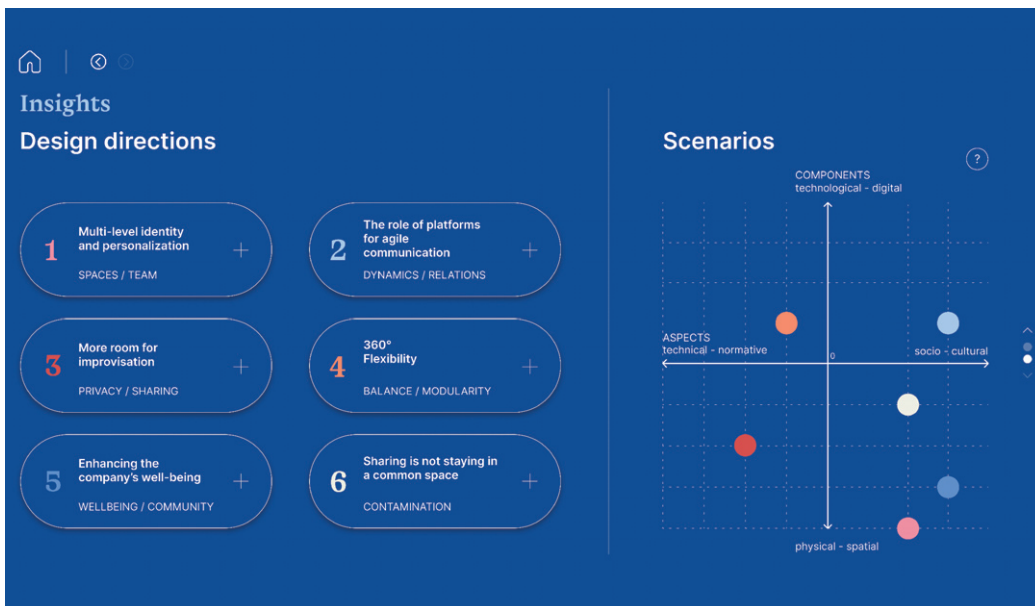 Insights
Design directions
1
Multi-level identity
and personalization
SPACES / TEAM
2
The role of platforms
for agile
communication
DYNAMICS / RELATIONS
3
More room for
improvisation
PRIVACY / SHARING
4
360°
Flexibility
BALANCE / MODULARITY
5
Enhancing the
company's well-being
WELLBEING / COMMUNITY
6
Sharing is not staying in
a common space
CONTAMINATION
Scenarios
?
COMPONENTS
technological - digital
ASPECTS
technical - normative
0
socio - cultural
physical - spatial